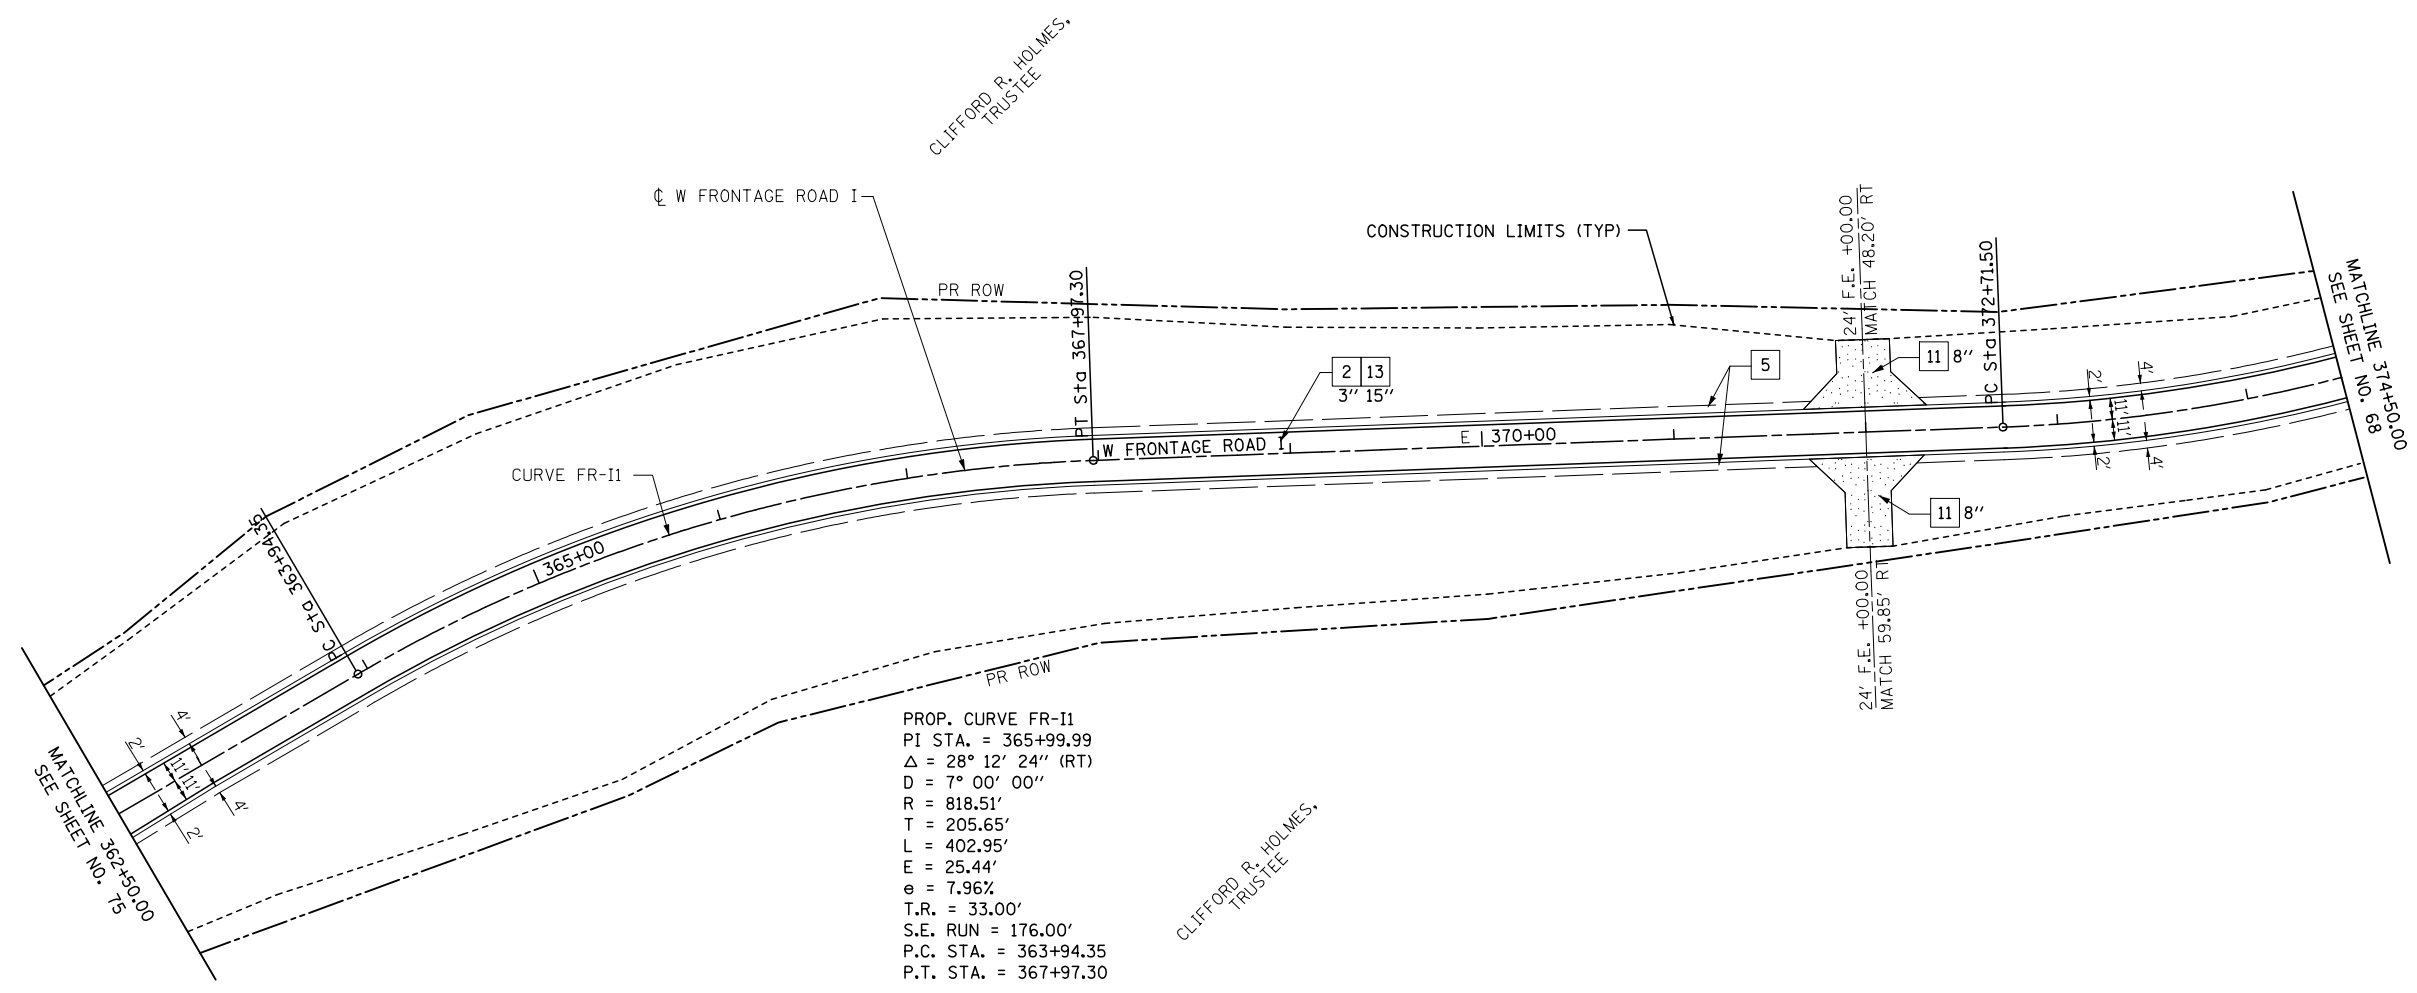 CLIFFORD R. HOLMES,
TRUSTEE
℄ W FRONTAGE ROAD I
CONSTRUCTION LIMITS (TYP)
24' F.E. +00.00
MATCH 48.20' RT
PC Sta 372+71.50
MATCHLINE 374+50.00
SEE SHEET NO. 68
PR ROW
PT Sta 367+97.30
2 13
3'' 15''
5
11 8''
2'
4'
11'
11'
2'
4'
W FRONTAGE ROAD I
E 370+00
CURVE FR-I1
365+00
PC Sta 363+94.35
11 8''
24' F.E. +00.00
MATCH 59.85' RT
PR ROW
4'
2'
11'
11'
4'
2'
MATCHLINE 362+50.00
SEE SHEET NO. 75
PROP. CURVE FR-I1
PI STA. = 365+99.99
Δ = 28° 12' 24'' (RT)
D = 7° 00' 00''
R = 818.51'
T = 205.65'
L = 402.95'
E = 25.44'
e = 7.96%
T.R. = 33.00'
S.E. RUN = 176.00'
P.C. STA. = 363+94.35
P.T. STA. = 367+97.30
CLIFFORD R. HOLMES,
TRUSTEE